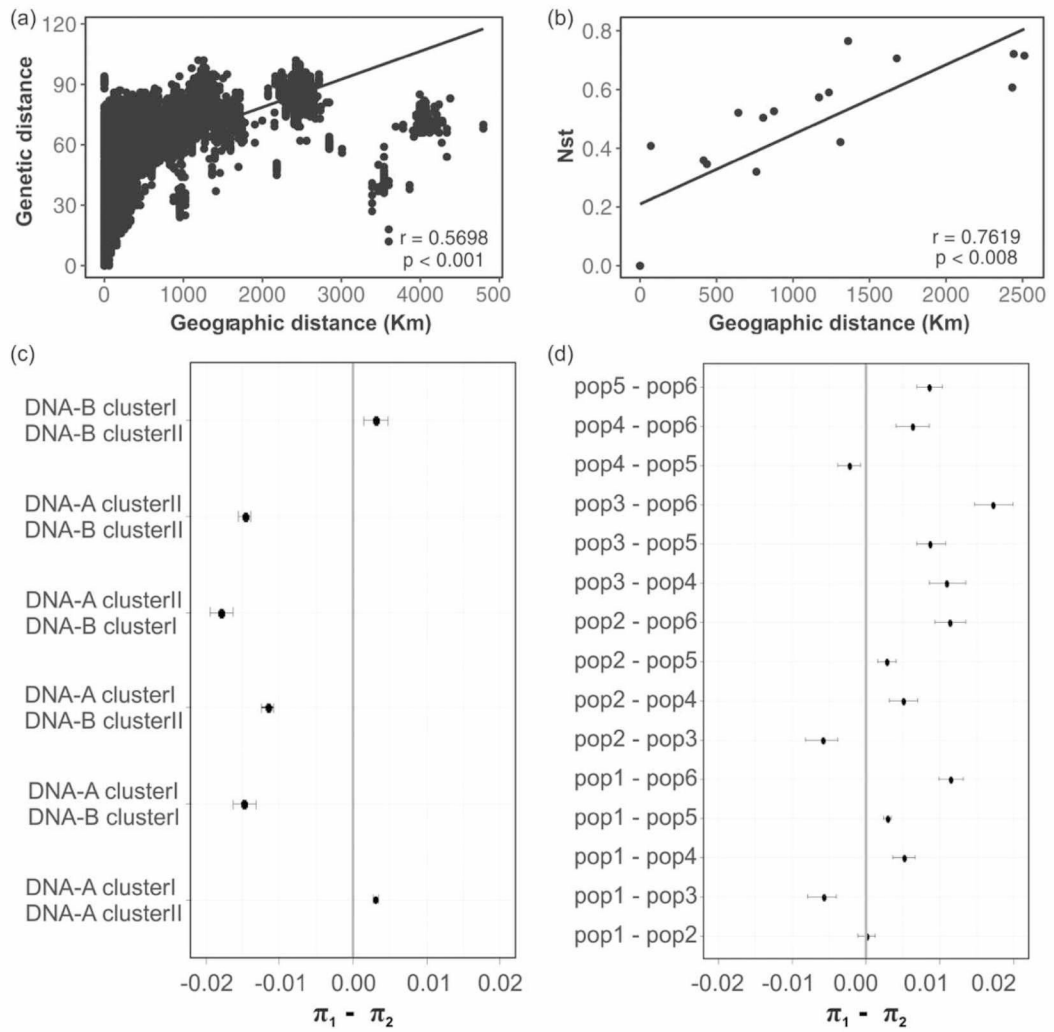 (a)
120
90
60
30
0
Genetic distance
r = 0.5698
p < 0.001
0 1000 2000 3000 4000 500
Geographic distance (Km)
(b)
0.8
0.6
0.4
0.2
0.0
Nst
r = 0.7619
p < 0.008
0 500 1000 1500 2000 2500
Geographic distance (Km)
(c)
DNA-B clusterI
DNA-B clusterII
DNA-A clusterII
DNA-B clusterII
DNA-A clusterII
DNA-B clusterI
DNA-A clusterI
DNA-B clusterII
DNA-A clusterI
DNA-B clusterI
DNA-A clusterI
DNA-A clusterII
-0.02 -0.01 0.00 0.01 0.02
π1 - π2
(d)
pop5 - pop6
pop4 - pop6
pop4 - pop5
pop3 - pop6
pop3 - pop5
pop3 - pop4
pop2 - pop6
pop2 - pop5
pop2 - pop4
pop2 - pop3
pop1 - pop6
pop1 - pop5
pop1 - pop4
pop1 - pop3
pop1 - pop2
-0.02 -0.01 0.00 0.01 0.02
π1 - π2